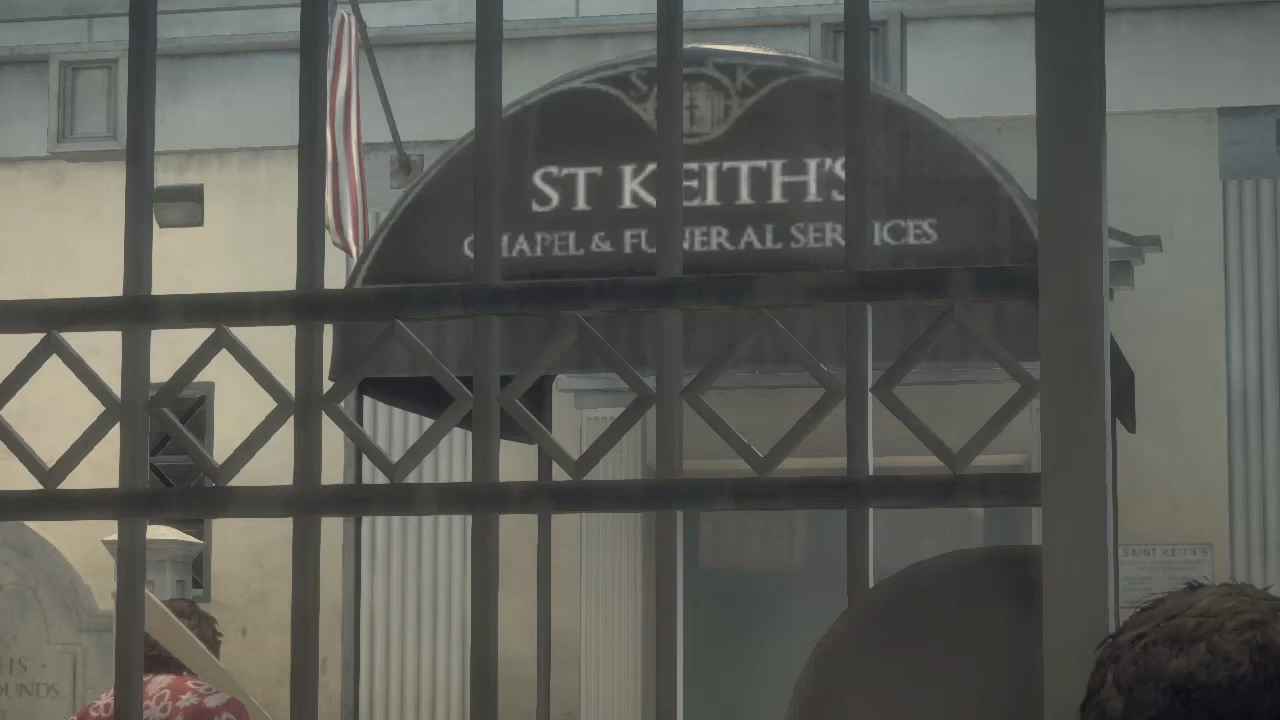 S K
ST KEITH'S
CHAPEL & FUNERAL SERVICES
SAINT KEITH'S